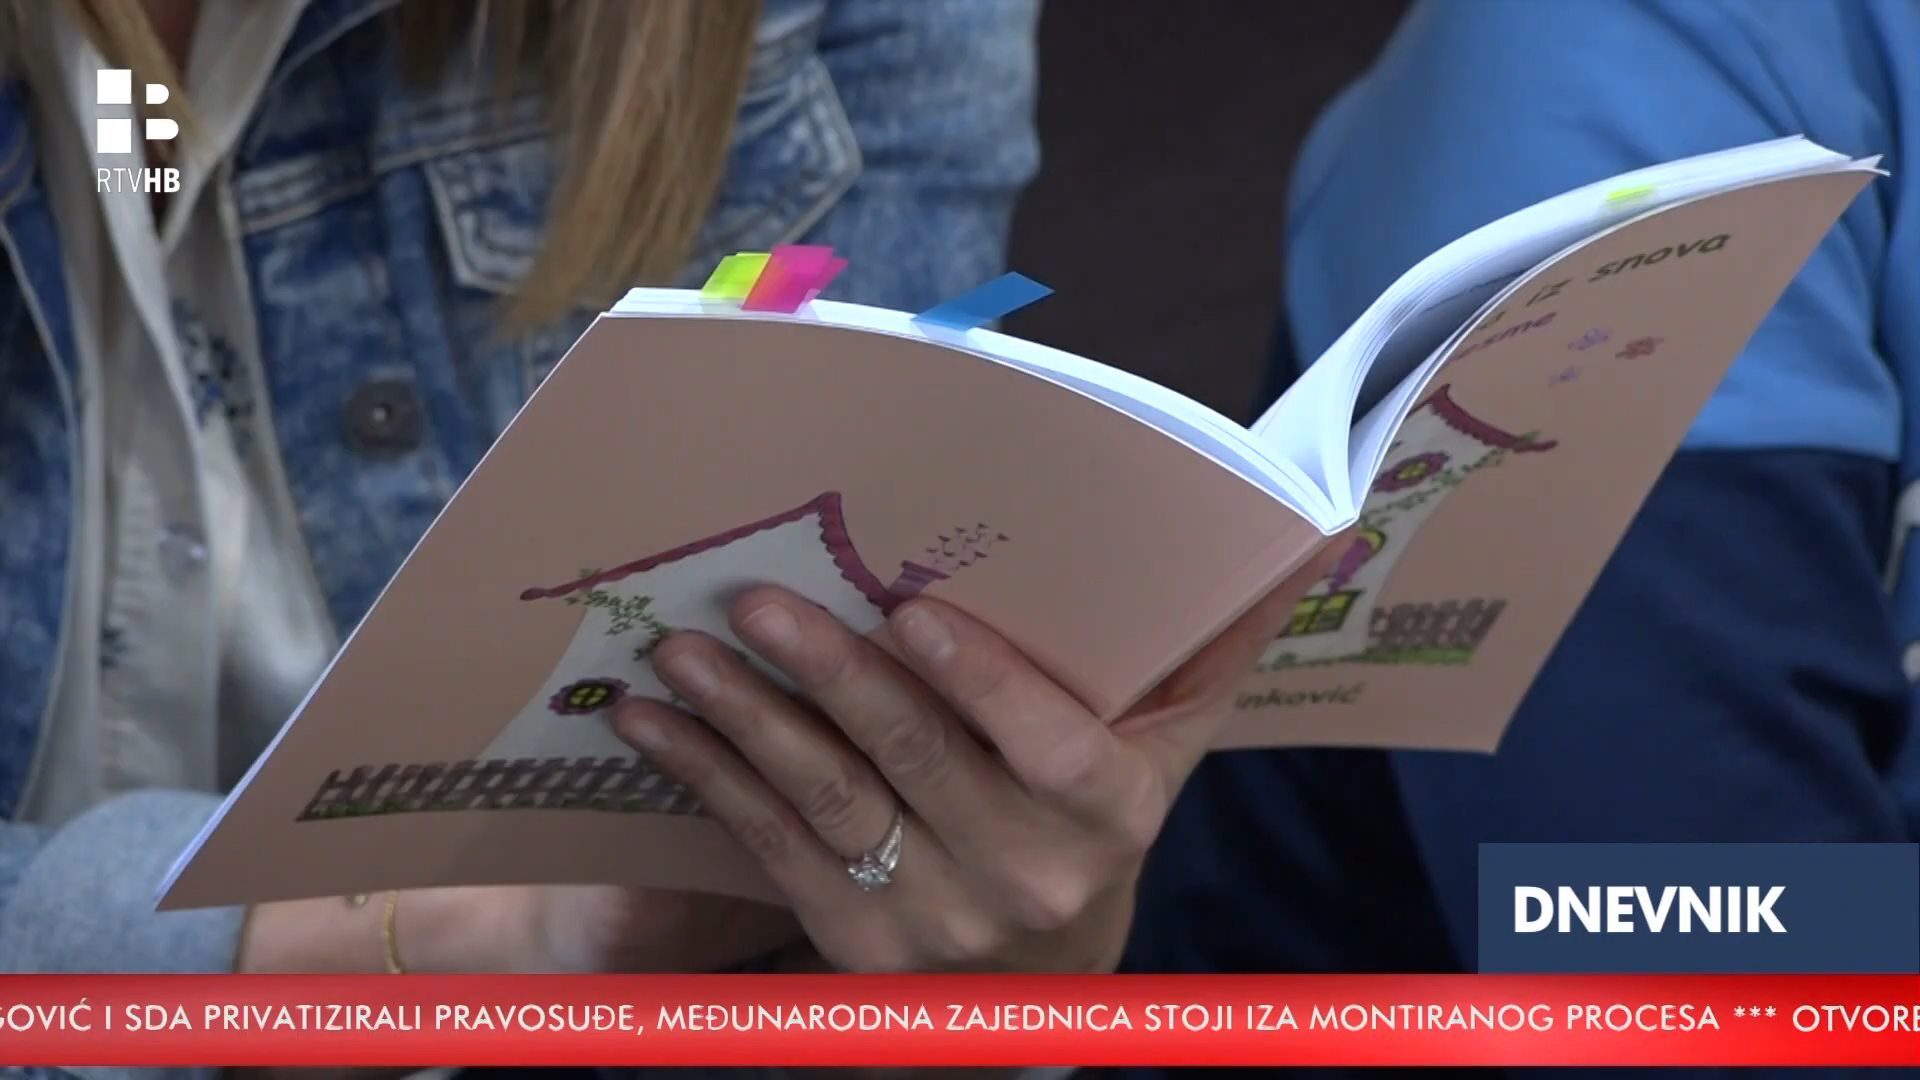 RTVHB
iz snova
inković
DNEVNIK
GOVIĆ I SDA PRIVATIZIRALI PRAVOSUĐE, MEĐUNARODNA ZAJEDNICA STOJI IZA MONTIRANOG PROCESA *** OTVORE